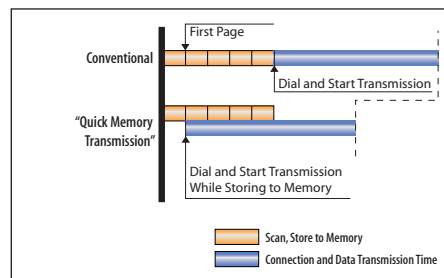 First Page
Conventional
Dial and Start Transmission
“Quick Memory
Transmission”
Dial and Start Transmission
While Storing to Memory
Scan, Store to Memory
Connection and Data Transmission Time